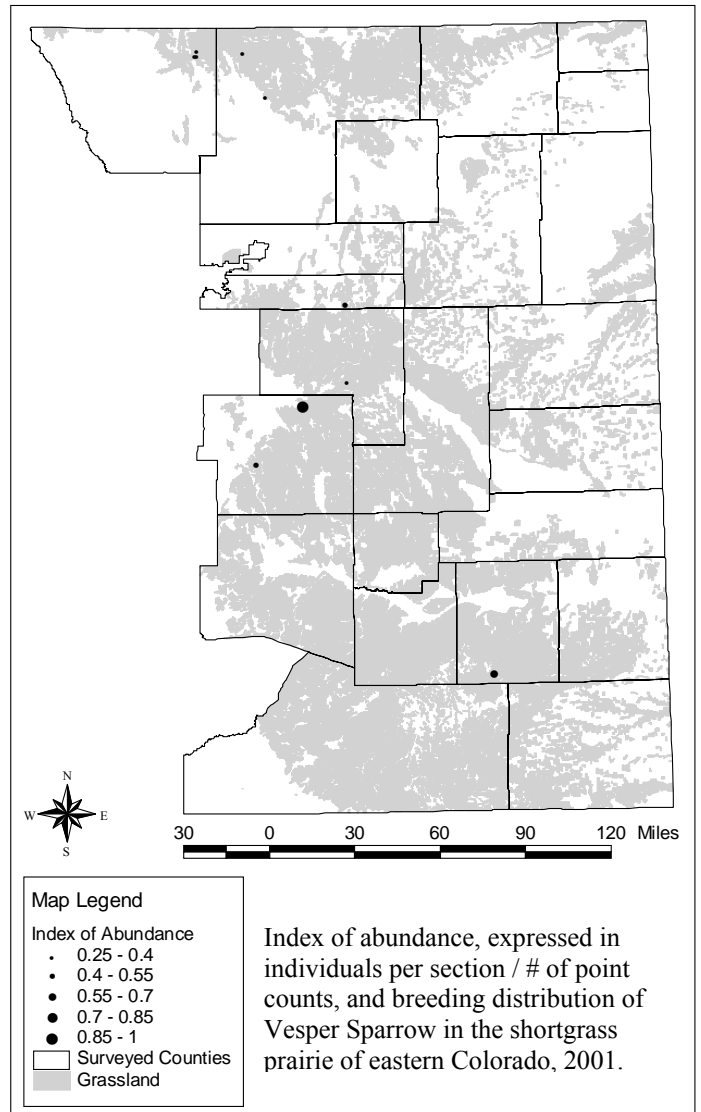 N
W E
S
30 0 30 60 90 120 Miles
Map Legend
Index of Abundance
0.25 - 0.4
0.4 - 0.55
0.55 - 0.7
0.7 - 0.85
0.85 - 1
Surveyed Counties
Grassland
Index of abundance, expressed in
individuals per section / # of point
counts, and breeding distribution of
Vesper Sparrow in the shortgrass
prairie of eastern Colorado, 2001.